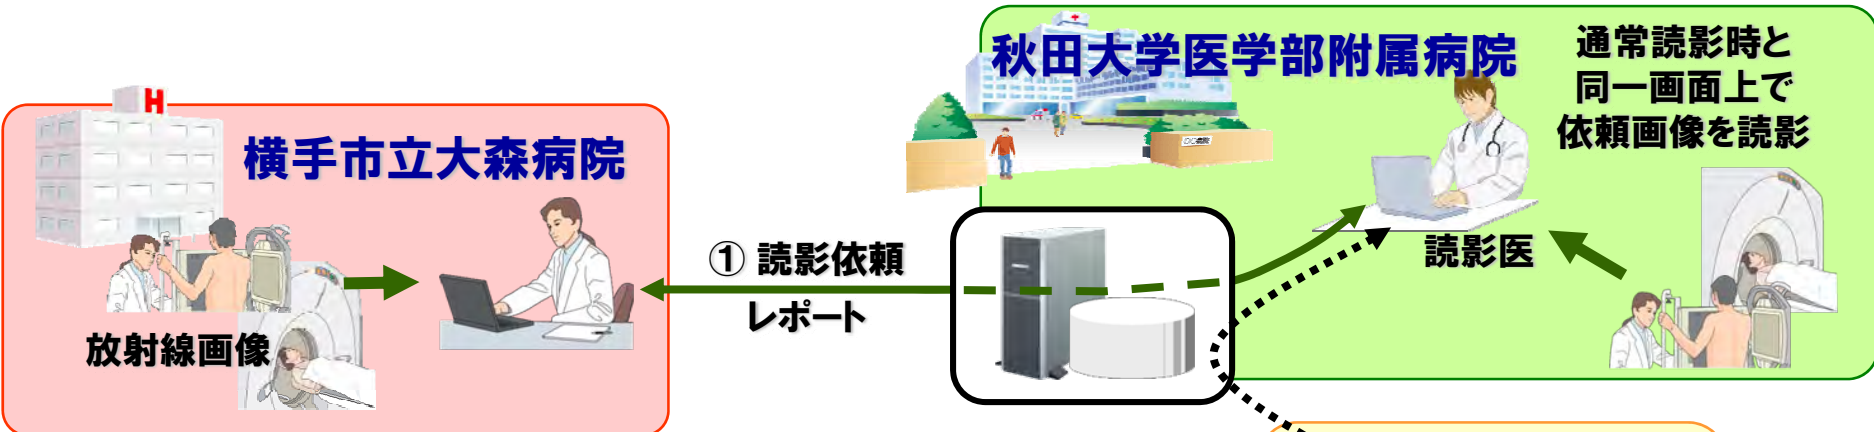 横手市立大森病院
放射線画像
① 読影依頼
レポート
秋田大学医学部附属病院
通常読影時と
同一画面上で
依頼画像を読影
読影医
H